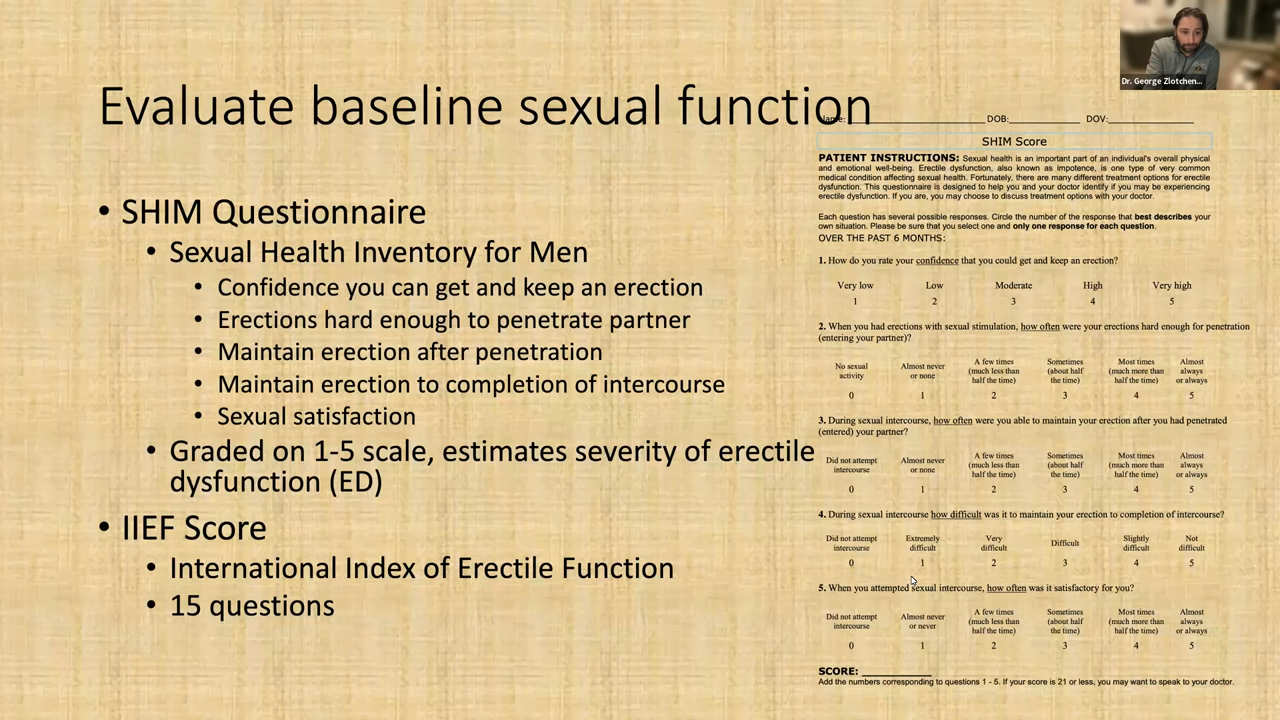 Dr. George Zlotchen...
Evaluate baseline sexual function
• SHIM Questionnaire
• Sexual Health Inventory for Men
• Confidence you can get and keep an erection
• Erections hard enough to penetrate partner
• Maintain erection after penetration
• Maintain erection to completion of intercourse
• Sexual satisfaction
• Graded on 1-5 scale, estimates severity of erectile
dysfunction (ED)
• IIEF Score
• International Index of Erectile Function
• 15 questions
Name: ____ DOB:____ DOV:____
SHIM Score
PATIENT INSTRUCTIONS: Sexual health is an important part of an individual's overall physical
and emotional well-being. Erectile dysfunction, also known as impotence, is one type of very common
medical condition affecting sexual health. Fortunately, there are many different treatment options for erectile
dysfunction. This questionnaire is designed to help you and your doctor identify if you may be experiencing
erectile dysfunction. If you are, you may choose to discuss treatment options with your doctor.
Each question has several possible responses. Circle the number of the response that best describes your
own situation. Please be sure that you select one and only one response for each question.
OVER THE PAST 6 MONTHS:
1. How do you rate your confidence that you could get and keep an erection?
Very low Low Moderate High Very high
1 2 3 4 5
2. When you had erections with sexual stimulation, how often were your erections hard enough for penetration
(entering your partner)?
No sexual Almost never A few times Sometimes Most times Almost
activity or none (much less than (about half (much more than always
half the time) the time) half the time) or always
0 1 2 3 4 5
3. During sexual intercourse, how often were you able to maintain your erection after you had penetrated
(entered) your partner?
Did not attempt Almost never A few times Sometimes Most times Almost
intercourse or none (much less than (about half (much more than always
half the time) the time) half the time) or always
0 1 2 3 4 5
4. During sexual intercourse how difficult was it to maintain your erection to completion of intercourse?
Did not attempt Extremely Very Difficult Slightly Not
intercourse difficult difficult difficult difficult
0 1 2 3 4 5
5. When you attempted sexual intercourse, how often was it satisfactory for you?
Did not attempt Almost never A few times Sometimes Most times Almost
intercourse or never (much less than (about half (much more than always
half the time) the time) half the time) or always
0 1 2 3 4 5
SCORE: ____
Add the numbers corresponding to questions 1 - 5. If your score is 21 or less, you may want to speak to your doctor.